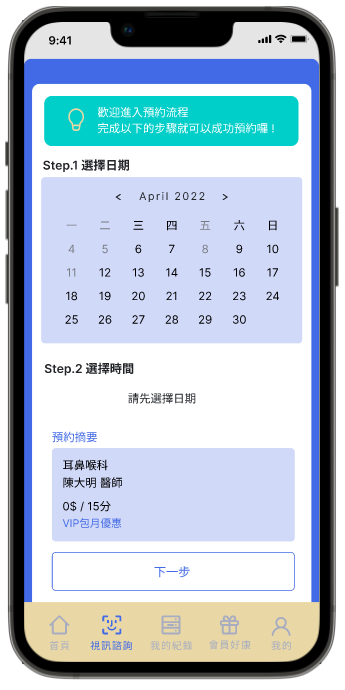 9:41
歡迎進入預約流程
完成以下的步驟就可以成功預約囉！
Step.1 選擇日期
< April 2022 >
一 二 三 四 五 六 日
4 5 6 7 8 9 10
11 12 13 14 15 16 17
18 19 20 21 22 23 24
25 26 27 28 29 30
Step.2 選擇時間
請先選擇日期
預約摘要
耳鼻喉科
陳大明 醫師
0$ / 15分
VIP包月優惠
下一步
首頁 視訊諮詢 我的紀錄 會員好康 我的